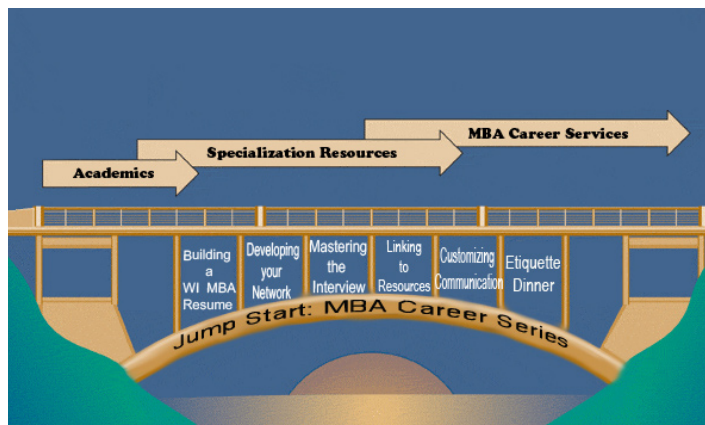 MBA Career Services
Specialization Resources
Academics
Building
a
WI MBA
Resume
Developing
your
Network
Mastering
the
Interview
Linking
to
Resources
Customizing
Communication
Etiquette
Dinner
Jump Start: MBA Career Series